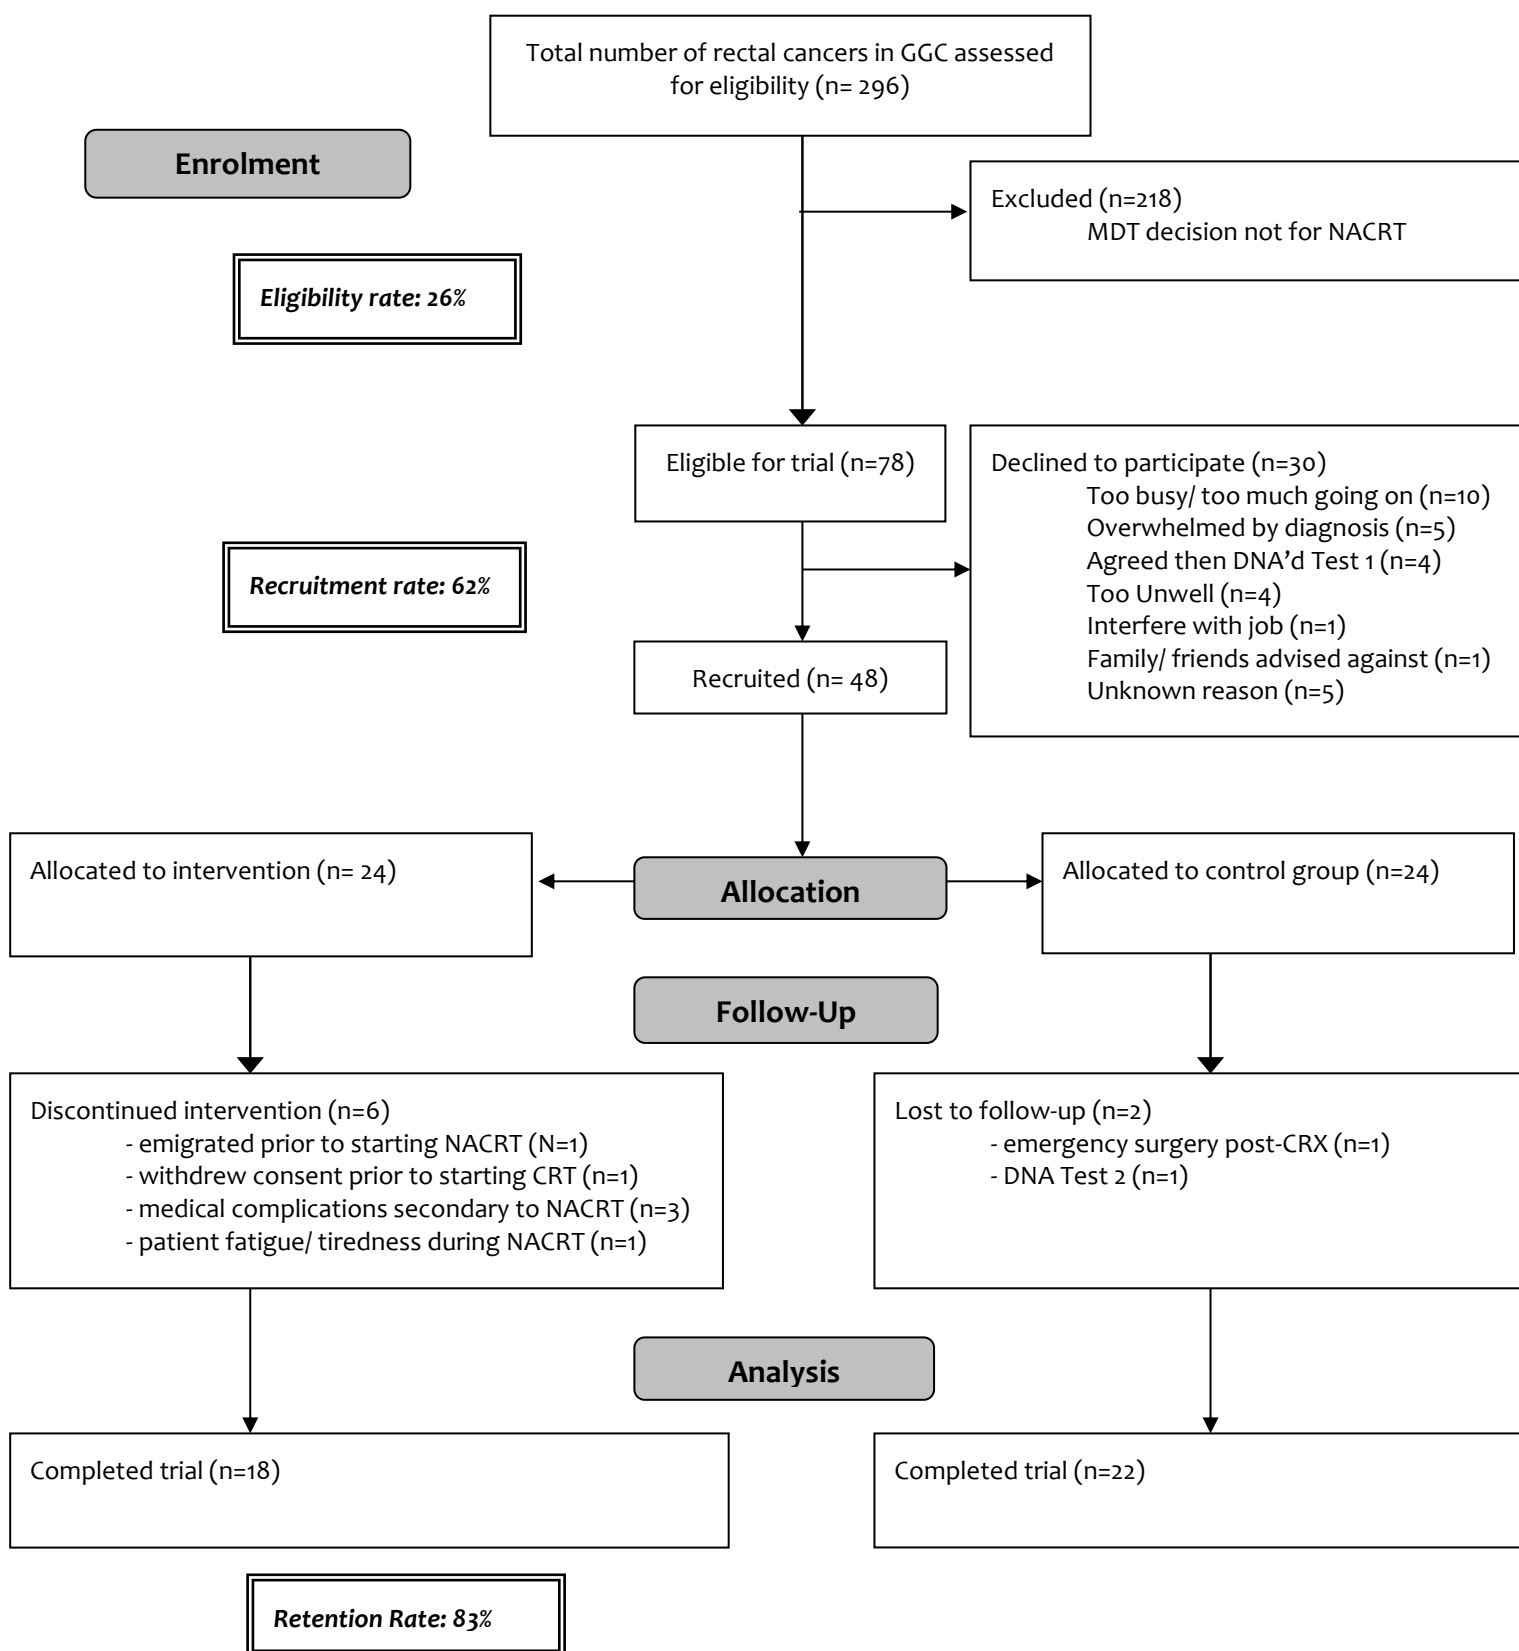 Total number of rectal cancers in GGC assessed
for eligibility (n= 296)
Enrolment
Excluded (n=218)
MDT decision not for NACRT
Eligibility rate: 26%
Eligible for trial (n=78)
Declined to participate (n=30)
Too busy/ too much going on (n=10)
Overwhelmed by diagnosis (n=5)
Agreed then DNA’d Test 1 (n=4)
Too Unwell (n=4)
Interfere with job (n=1)
Family/ friends advised against (n=1)
Unknown reason (n=5)
Recruitment rate: 62%
Recruited (n= 48)
Allocated to intervention (n= 24)
Allocation
Allocated to control group (n=24)
Follow-Up
Discontinued intervention (n=6)
- emigrated prior to starting NACRT (N=1)
- withdrew consent prior to starting CRT (n=1)
- medical complications secondary to NACRT (n=3)
- patient fatigue/ tiredness during NACRT (n=1)
Lost to follow-up (n=2)
- emergency surgery post-CRX (n=1)
- DNA Test 2 (n=1)
Analysis
Completed trial (n=18)
Completed trial (n=22)
Retention Rate: 83%